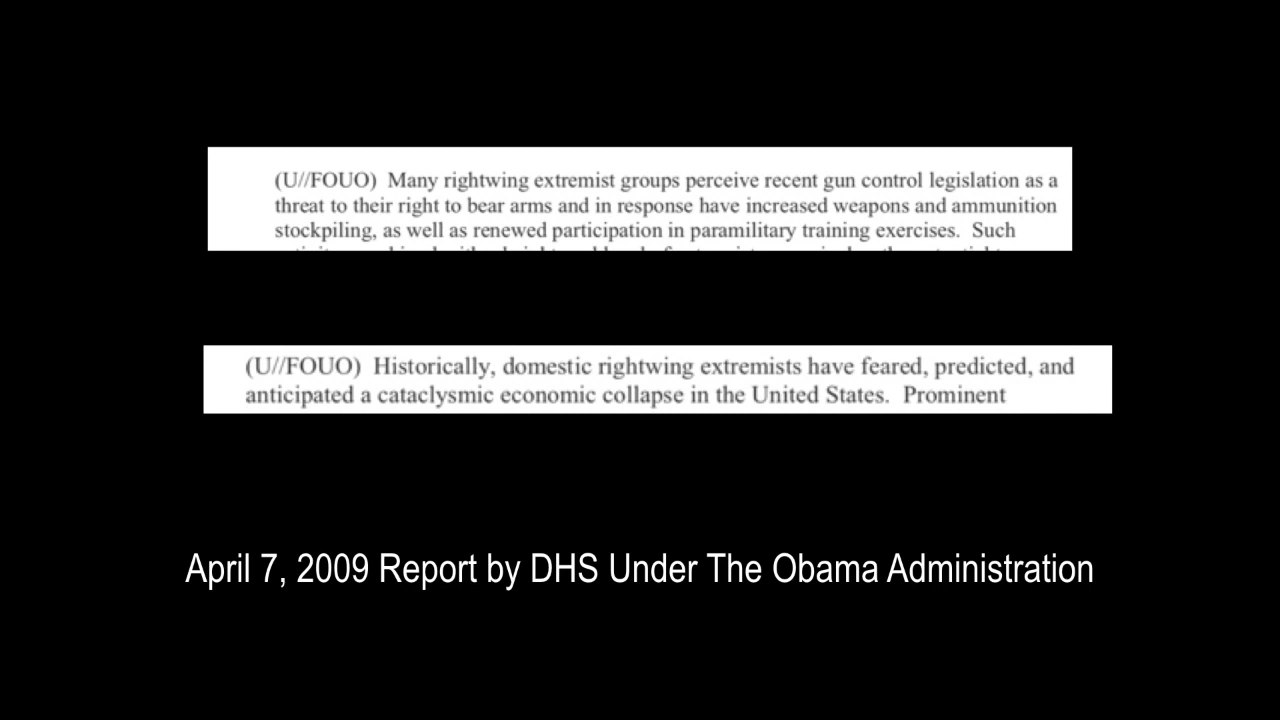 (U//FOUO) Many rightwing extremist groups perceive recent gun control legislation as a
threat to their right to bear arms and in response have increased weapons and ammunition
stockpiling, as well as renewed participation in paramilitary training exercises. Such
(U//FOUO) Historically, domestic rightwing extremists have feared, predicted, and
anticipated a cataclysmic economic collapse in the United States. Prominent
April 7, 2009 Report by DHS Under The Obama Administration